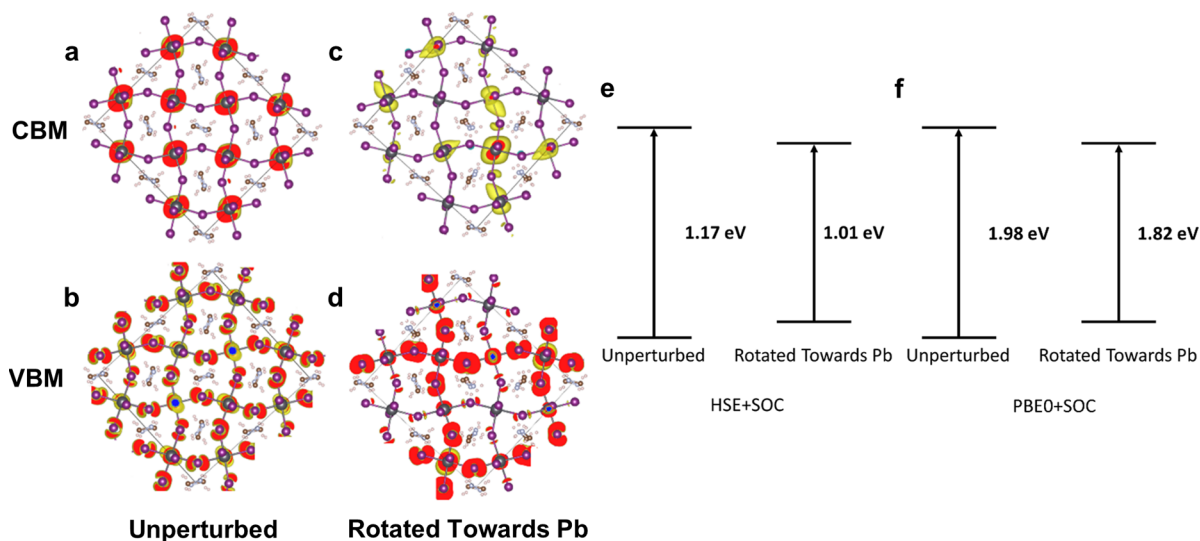 a
c
CBM
b
d
VBM
Unperturbed
Rotated Towards Pb
e
f
1.17 eV
1.01 eV
1.98 eV
1.82 eV
Unperturbed
Rotated Towards Pb
Unperturbed
Rotated Towards Pb
HSE+SOC
PBE0+SOC